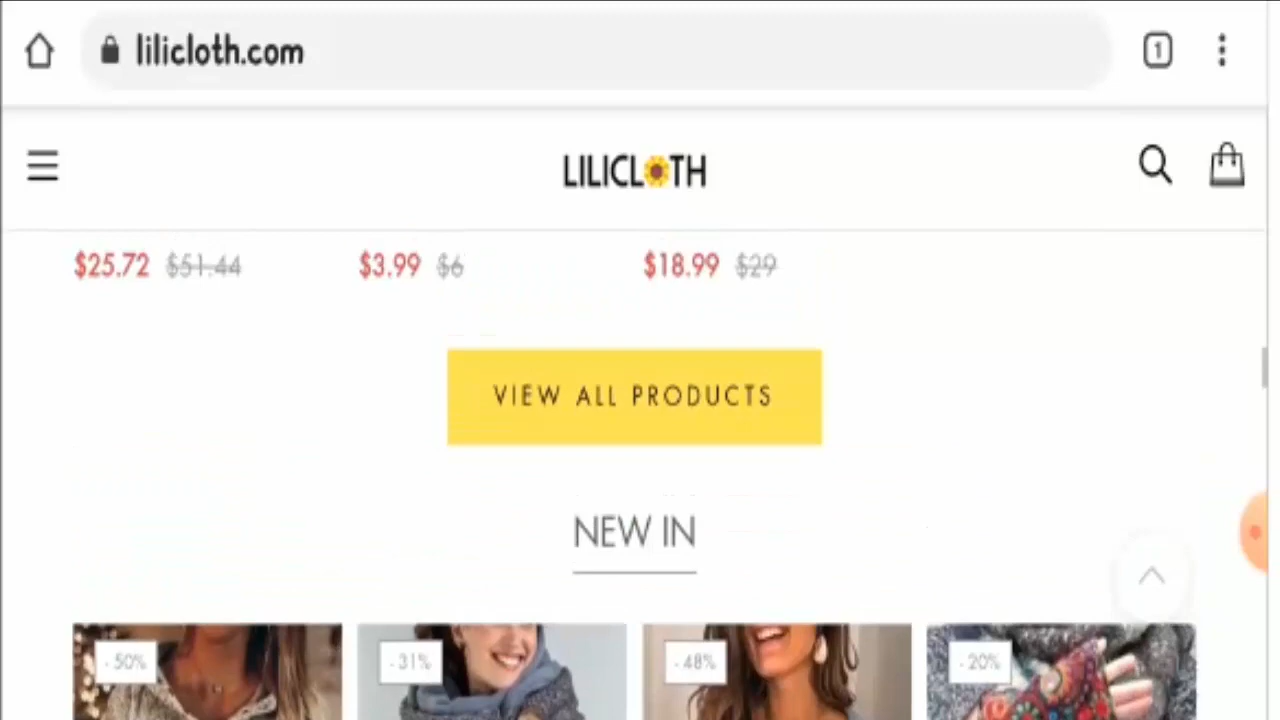 lilicloth.com
1
LILICLOTH
$25.72 $51.44 $3.99 $6 $18.99 $29
VIEW ALL PRODUCTS
NEW IN
- 50% - 31% - 48% - 20%